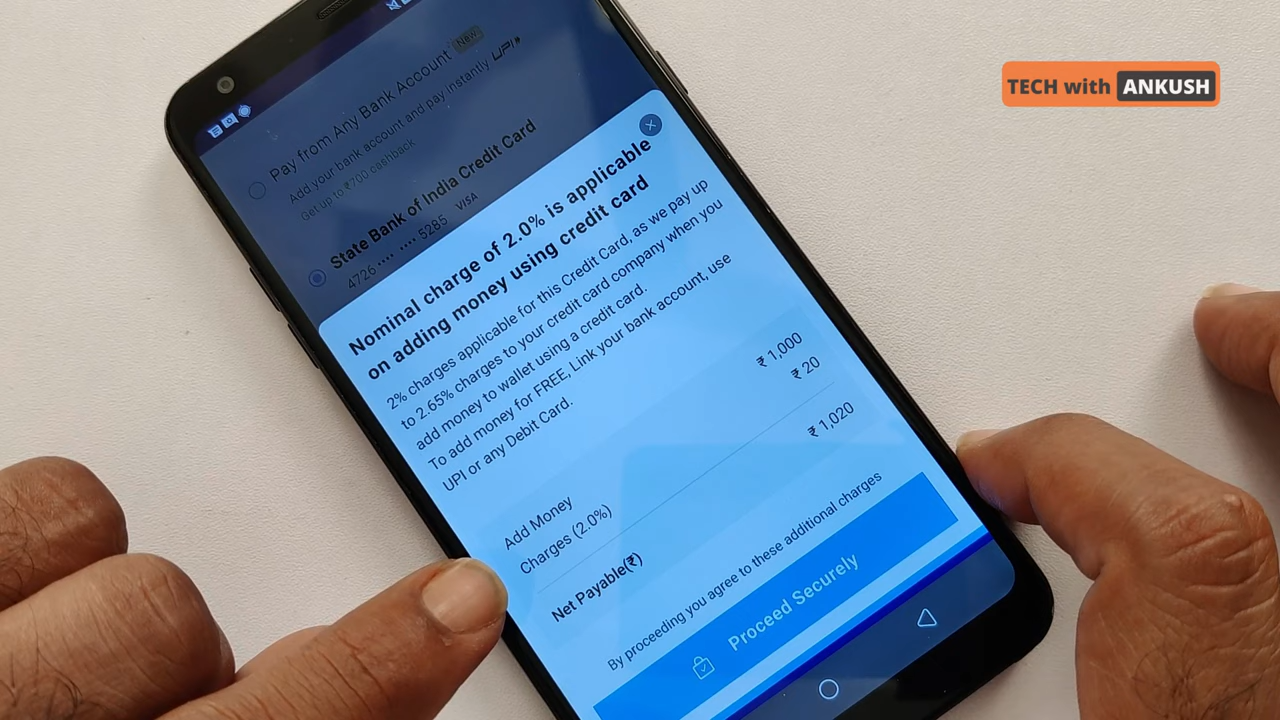 TECH with ANKUSH
Pay from Any Bank Account New
Add your bank account and pay instantly UPI
Get up to ₹700 cashback
State Bank of India Credit Card
4726•••• •••• 5285 VISA
Nominal charge of 2.0% is applicable
on adding money using credit card
2% charges applicable for this Credit Card, as we pay up
to 2.65% charges to your credit card company when you
add money to wallet using a credit card.
To add money for FREE, Link your bank account, use
UPI or any Debit Card.
Add Money ₹ 1,000
Charges (2.0%) ₹ 20
Net Payable(₹) ₹ 1,020
By proceeding you agree to these additional charges
Proceed Securely